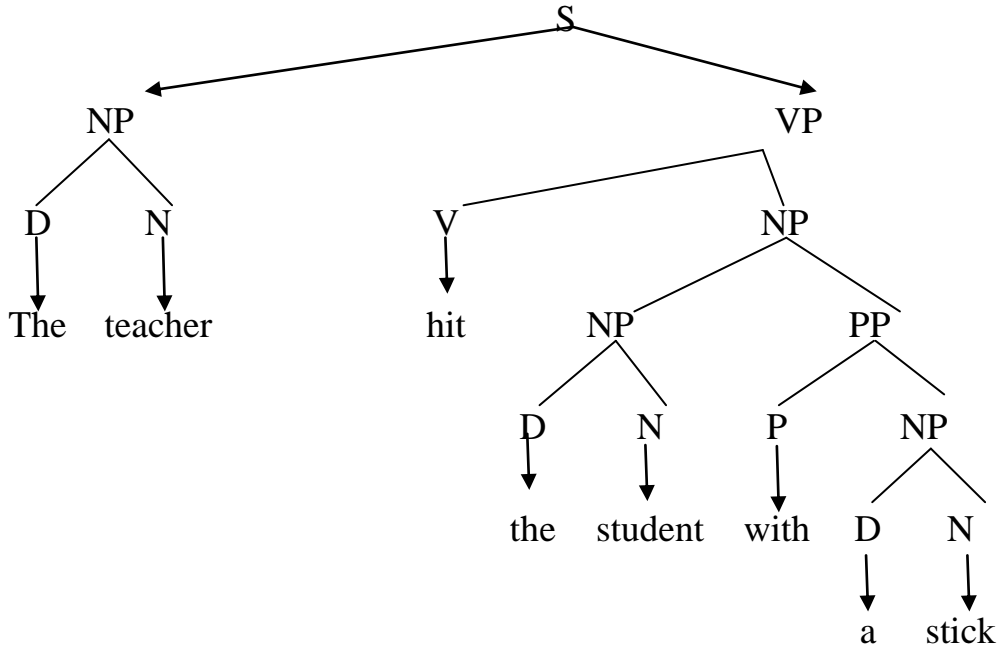 S
NP VP
D N V NP
The teacher hit NP PP
D N P NP
the student with D N
a stick